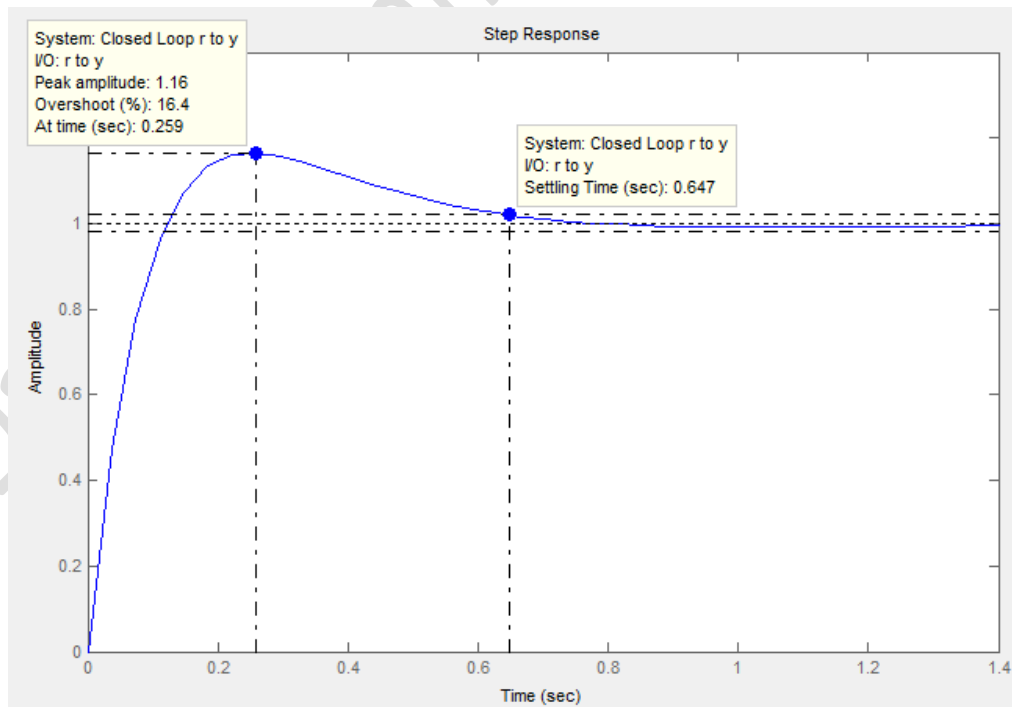 Step Response
System: Closed Loop r to y
I/O: r to y
Peak amplitude: 1.16
Overshoot (%): 16.4
At time (sec): 0.259
System: Closed Loop r to y
I/O: r to y
Settling Time (sec): 0.647
Amplitude
1
0.8
0.6
0.4
0.2
0
0 0.2 0.4 0.6 0.8 1 1.2 1.4
Time (sec)